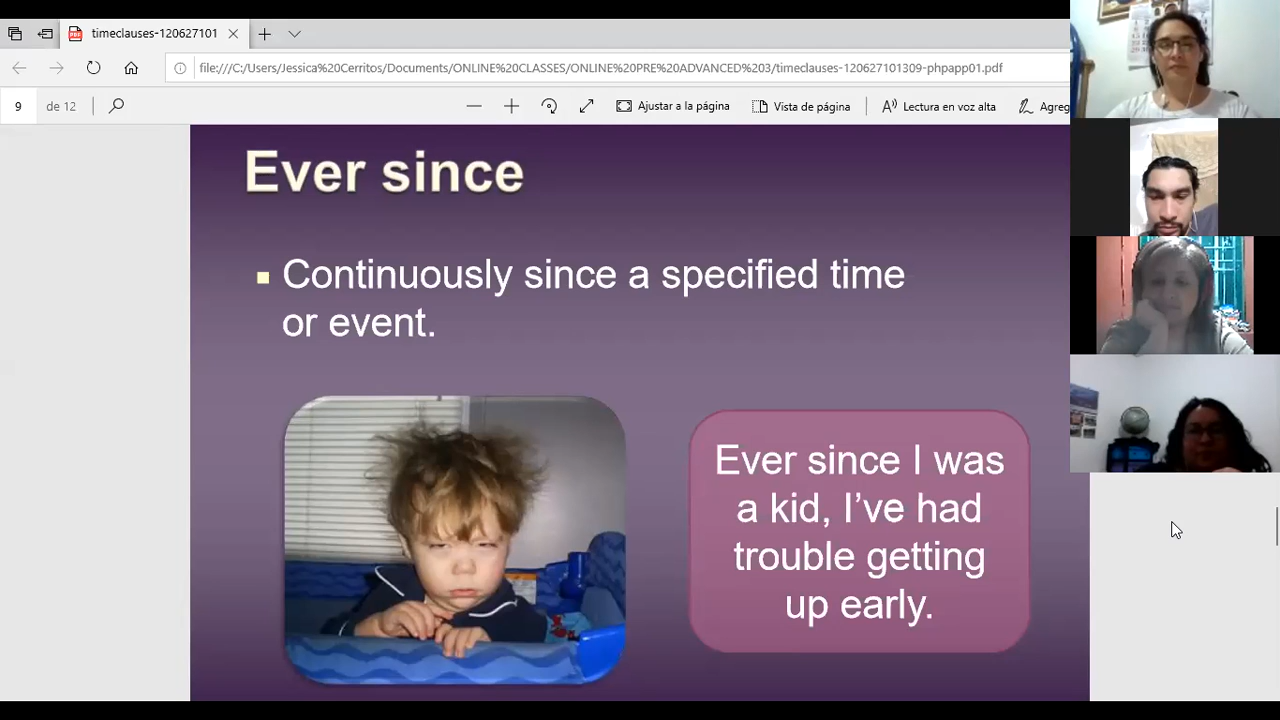 timeclauses-120627101
file:///C:/Users/Jessica%20Cerritos/Documents/ONLINE%20CLASSES/ONLINE%20PRE%20ADVANCED%203/timeclauses-120627101309-phpapp01.pdf
9 de 12 Ajustar a la página Vista de página Lectura en voz alta Agreg
Ever since
Continuously since a specified time
or event.
Ever since I was
a kid, I’ve had
trouble getting
up early.